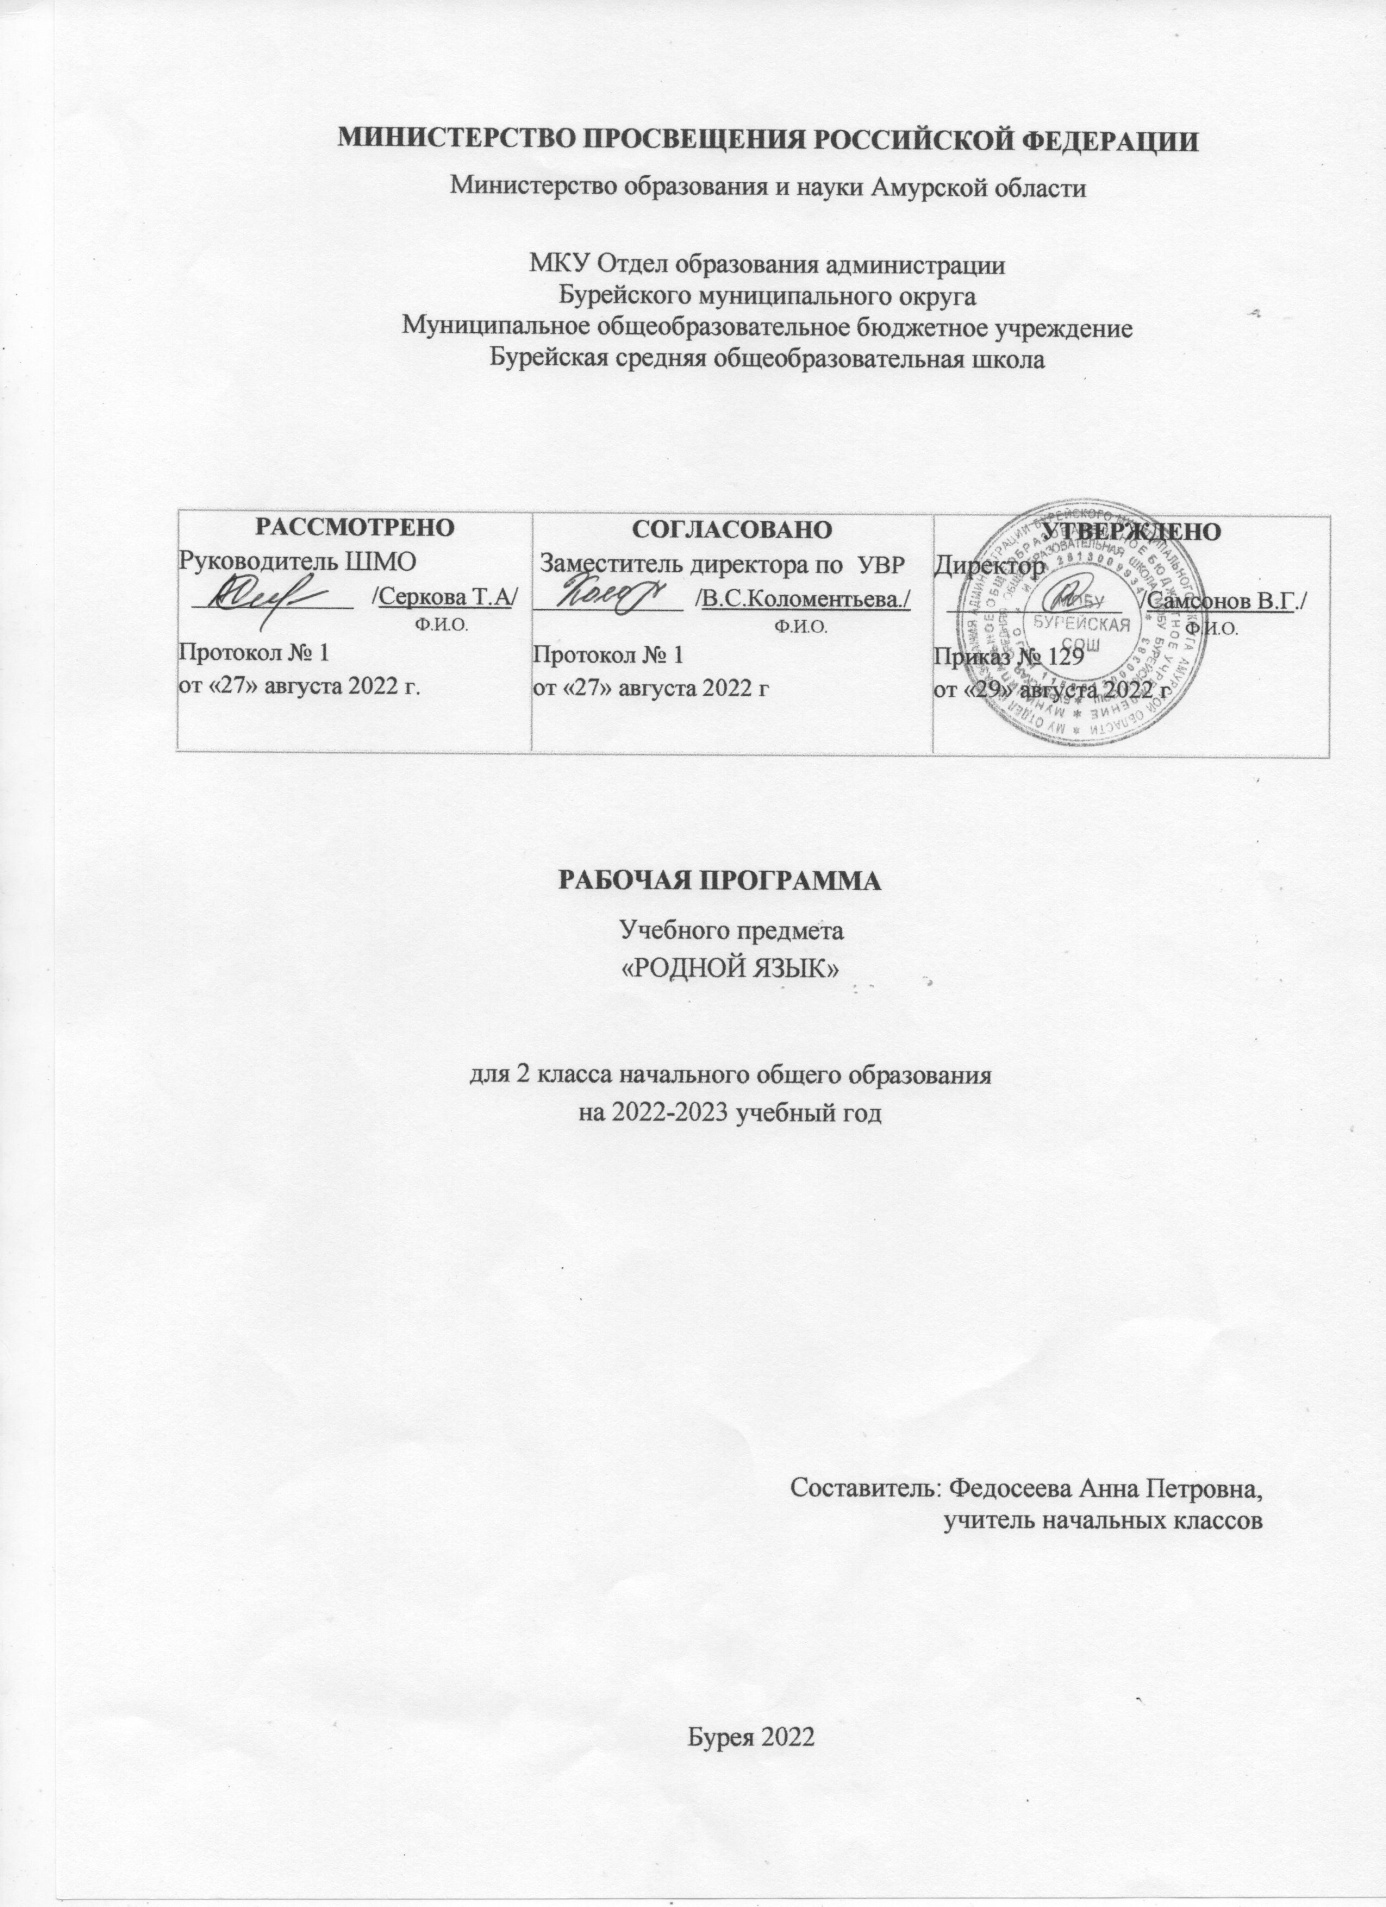 МИНИСТЕРСТВО ПРОСВЕЩЕНИЯ РОССИЙСКОЙ ФЕДЕРАЦИИ
Министерство образования и науки Амурской области
МКУ Отдел образования администрации
Бурейского муниципального округа
Муниципальное общеобразовательное бюджетное учреждение
Бурейская средняя общеобразовательная школа
РАССМОТРЕНО
Руководитель ШМО
/Серкова Т.А/
Ф.И.О.
Протокол № 1
от «27» августа 2022 г.
СОГЛАСОВАНО
Заместитель директора по УВР
/В.С.Коломентьева./
Ф.И.О.
Протокол № 1
от «27» августа 2022 г
УТВЕРЖДЕНО
Директор
/Самсонов В.Г./
Ф.И.О.
Приказ № 129
от «29» августа 2022 г
МОБУ
БУРЕЙСКАЯ
СОШ
РАБОЧАЯ ПРОГРАММА
Учебного предмета
«РОДНОЙ ЯЗЫК»
для 2 класса начального общего образования
на 2022-2023 учебный год
Составитель: Федосеева Анна Петровна,
учитель начальных классов
Бурея 2022